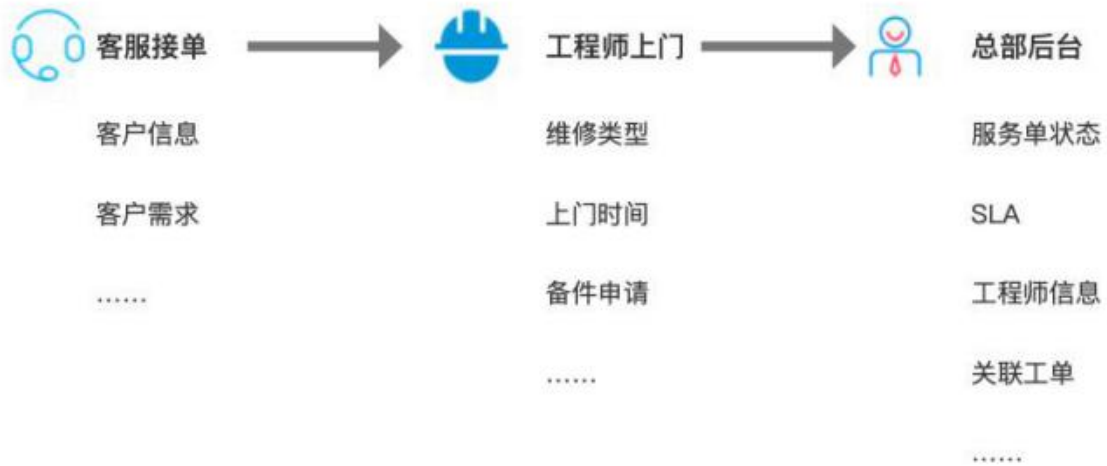 客服接单
工程师上门
总部后台
客户信息
维修类型
服务单状态
客户需求
上门时间
SLA
......
备件申请
工程师信息
......
关联工单
......